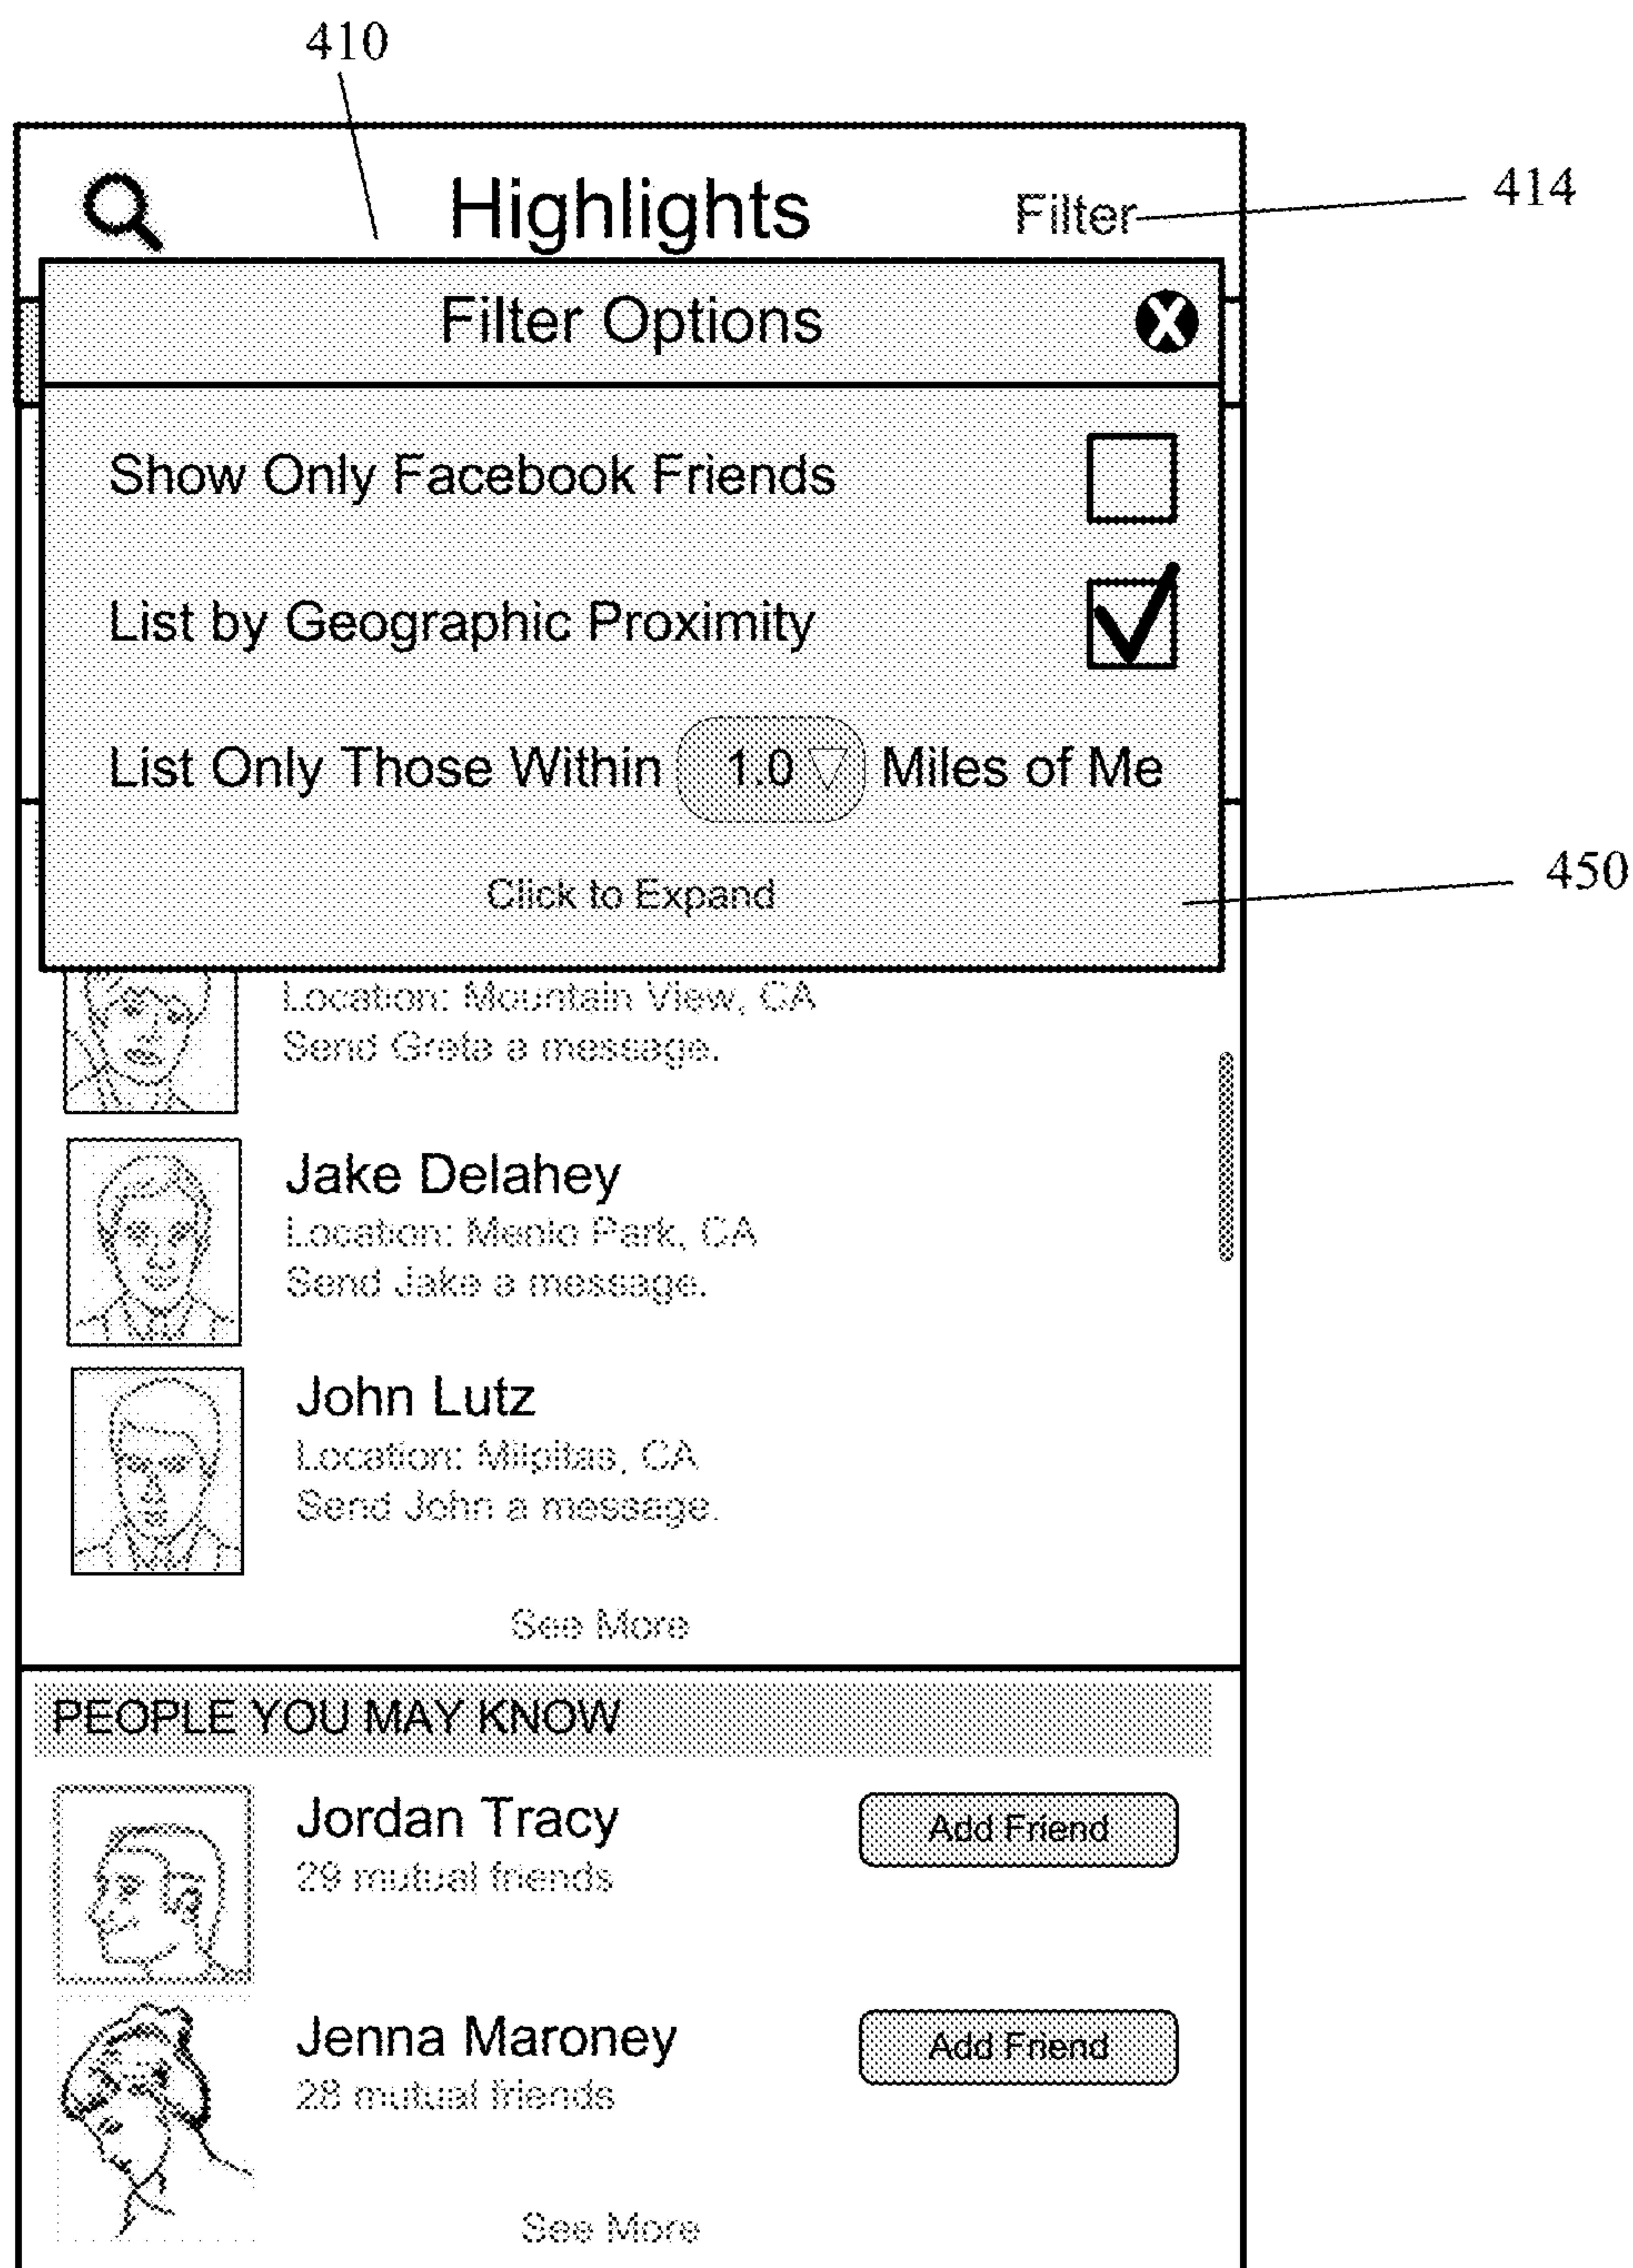 410
Highlights
Filter
414
Filter Options
X
Show Only Facebook Friends
List by Geographic Proximity
List Only Those Within 1.0 Miles of Me
Click to Expand
450
Location: Mountain View, CA
Send Greta a message.
Jake Delahey
Location: Menlo Park, CA
Send Jake a message.
John Lutz
Location: Milpitas, CA
Send John a message.
See More
PEOPLE YOU MAY KNOW
Jordan Tracy
Add Friend
29 mutual friends
Jenna Maroney
Add Friend
28 mutual friends
See More